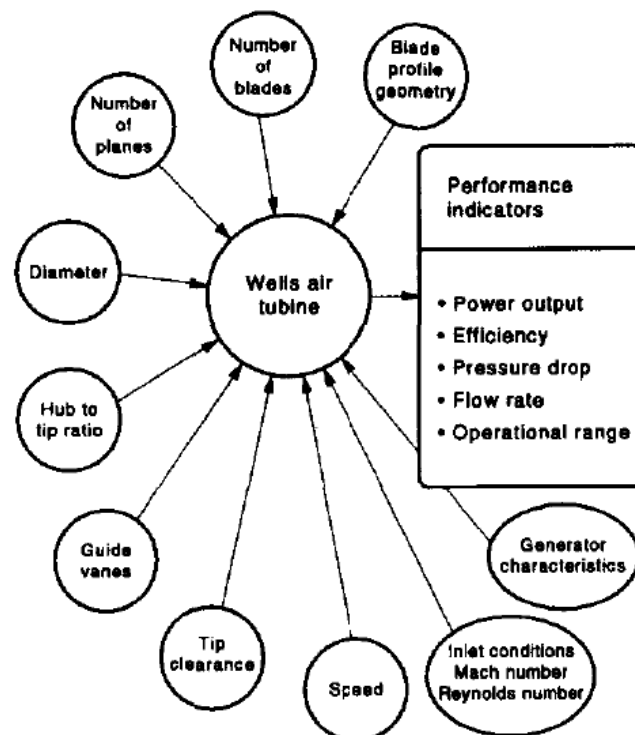 Number
of
blades
Blade
profile
geometry
Number
of
planes
Performance
indicators
Diameter
Wells air
tubine
• Power output
• Efficiency
• Pressure drop
• Flow rate
• Operational range
Hub to
tip ratio
Guide
vanes
Generator
characteristics
Tip
clearance
Speed
Inlet conditions
Mach number
Reynolds number